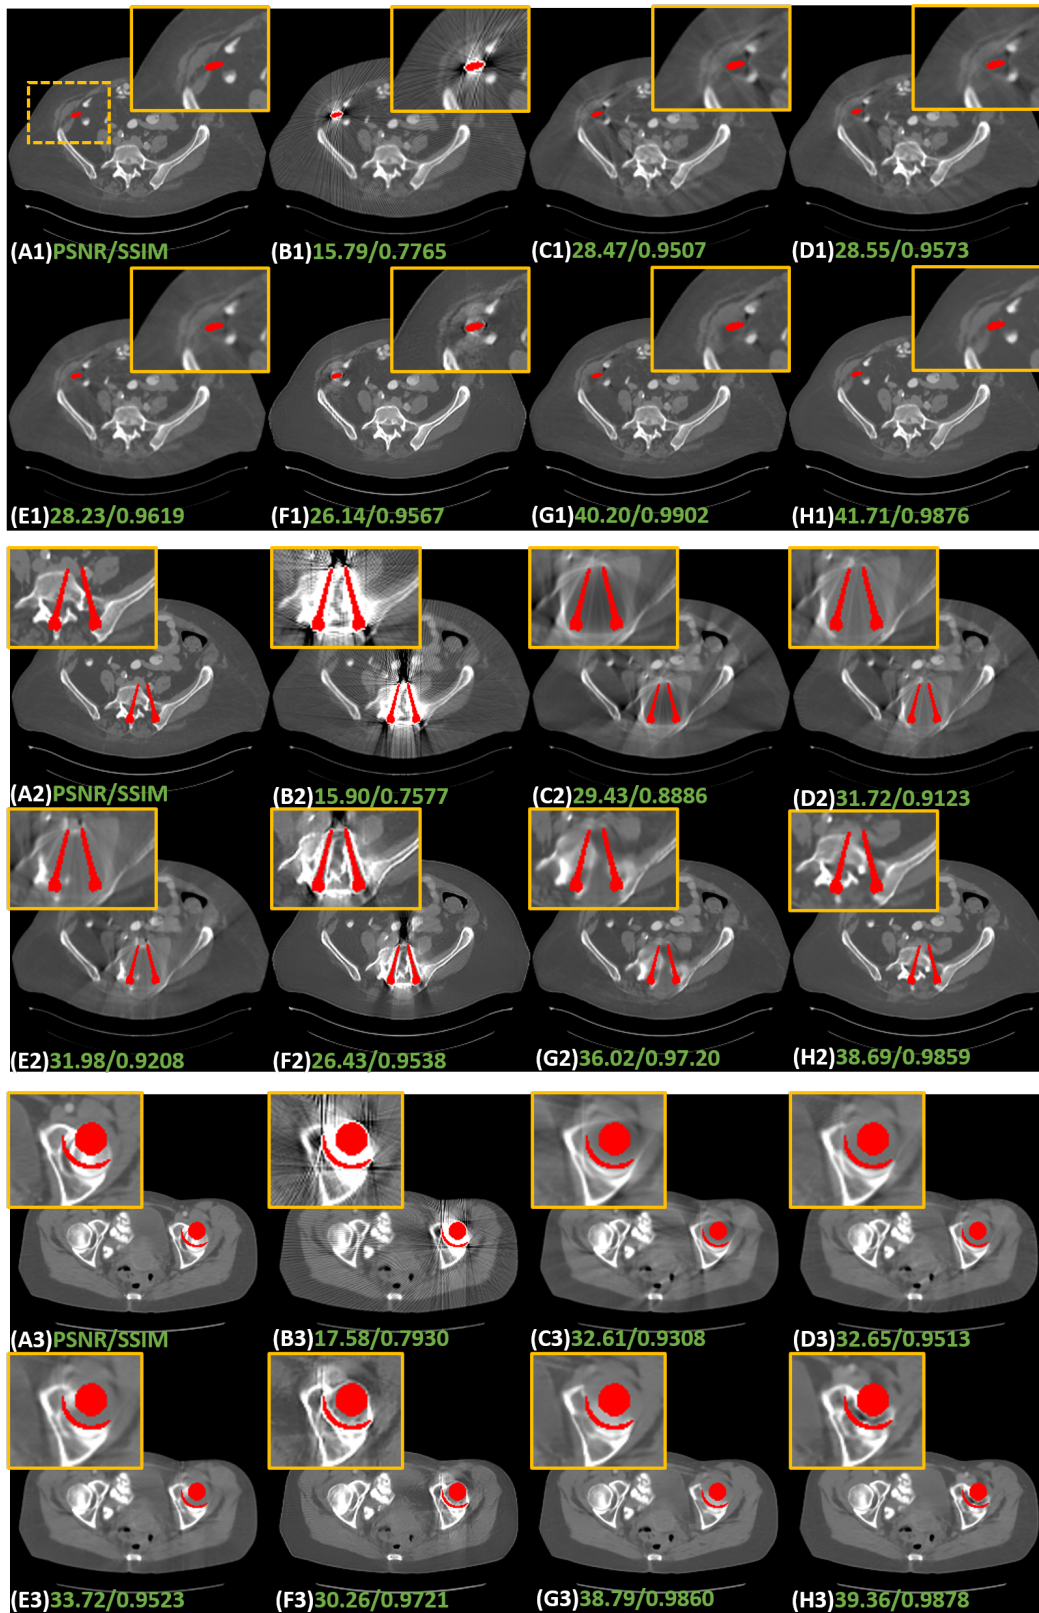 (A1)PSNR/SSIM (B1)15.79/0.7765 (C1)28.47/0.9507 (D1)28.55/0.9573
(E1)28.23/0.9619 (F1)26.14/0.9567 (G1)40.20/0.9902 (H1)41.71/0.9876
(A2)PSNR/SSIM (B2)15.90/0.7577 (C2)29.43/0.8886 (D2)31.72/0.9123
(E2)31.98/0.9208 (F2)26.43/0.9538 (G2)36.02/0.97.20 (H2)38.69/0.9859
(A3)PSNR/SSIM (B3)17.58/0.7930 (C3)32.61/0.9308 (D3)32.65/0.9513
(E3)33.72/0.9523 (F3)30.26/0.9721 (G3)38.79/0.9860 (H3)39.36/0.9878